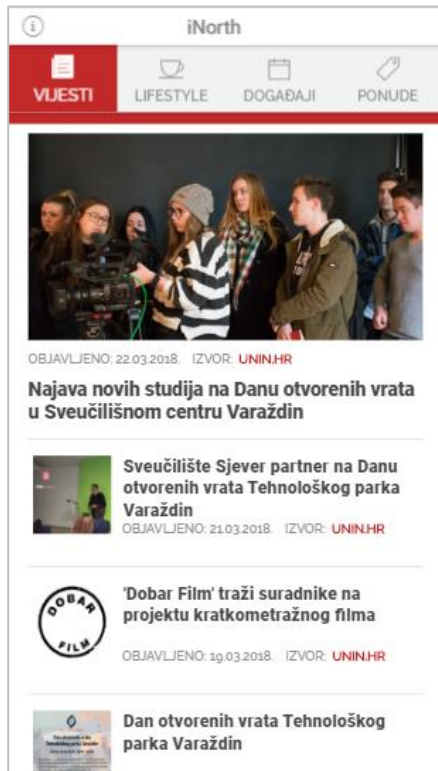 iNorth
VIJESTI
LIFESTYLE
DOGAĐAJI
PONUDE
OBJAVLJENO: 22.03.2018. IZVOR: UNIN.HR
Najava novih studija na Danu otvorenih vrata
u Sveučilišnom centru Varaždin
Sveučilište Sjever partner na Danu
otvorenih vrata Tehnološkog parka
Varaždin
OBJAVLJENO: 21.03.2018. IZVOR: UNIN.HR
DOBAR
FILM
'Dobar Film' traži suradnike na
projektu kratkometražnog filma
OBJAVLJENO: 19.03.2018. IZVOR: UNIN.HR
Dan otvorenih vrata Tehnološkog
parka Varaždin